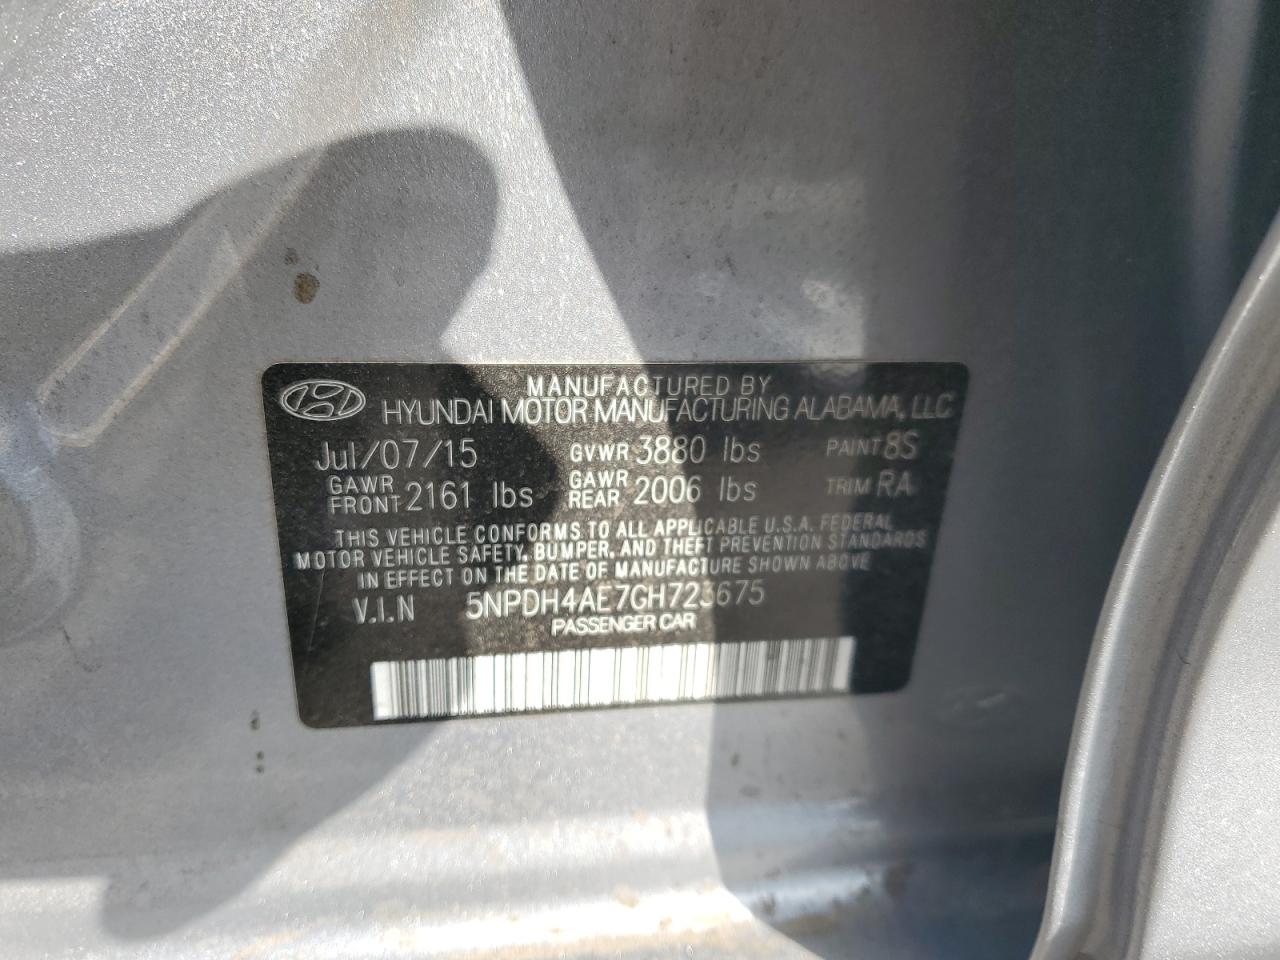 MANUFACTURED BY
HYUNDAI MOTOR MANUFACTURING ALABAMA, LLC
Jul/07/15 GVWR 3880 lbs PAINT 8S
GAWR FRONT 2161 lbs GAWR REAR 2006 lbs TRIM RA
THIS VEHICLE CONFORMS TO ALL APPLICABLE U.S.A. FEDERAL
MOTOR VEHICLE SAFETY, BUMPER, AND THEFT PREVENTION STANDARDS
IN EFFECT ON THE DATE OF MANUFACTURE SHOWN ABOVE
V.I.N 5NPDH4AE7GH723675
PASSENGER CAR